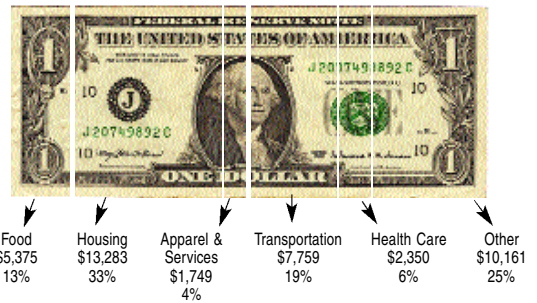 FEDERAL RESERVE NOTE
THE UNITED STATES OF AMERICA
J 20749892 C
10
10
J
J 20749892 C
10
10
ONE DOLLAR
1
1
1
1
Food
$5,375
13%
Housing
$13,283
33%
Apparel &
Services
$1,749
4%
Transportation
$7,759
19%
Health Care
$2,350
6%
Other
$10,161
25%